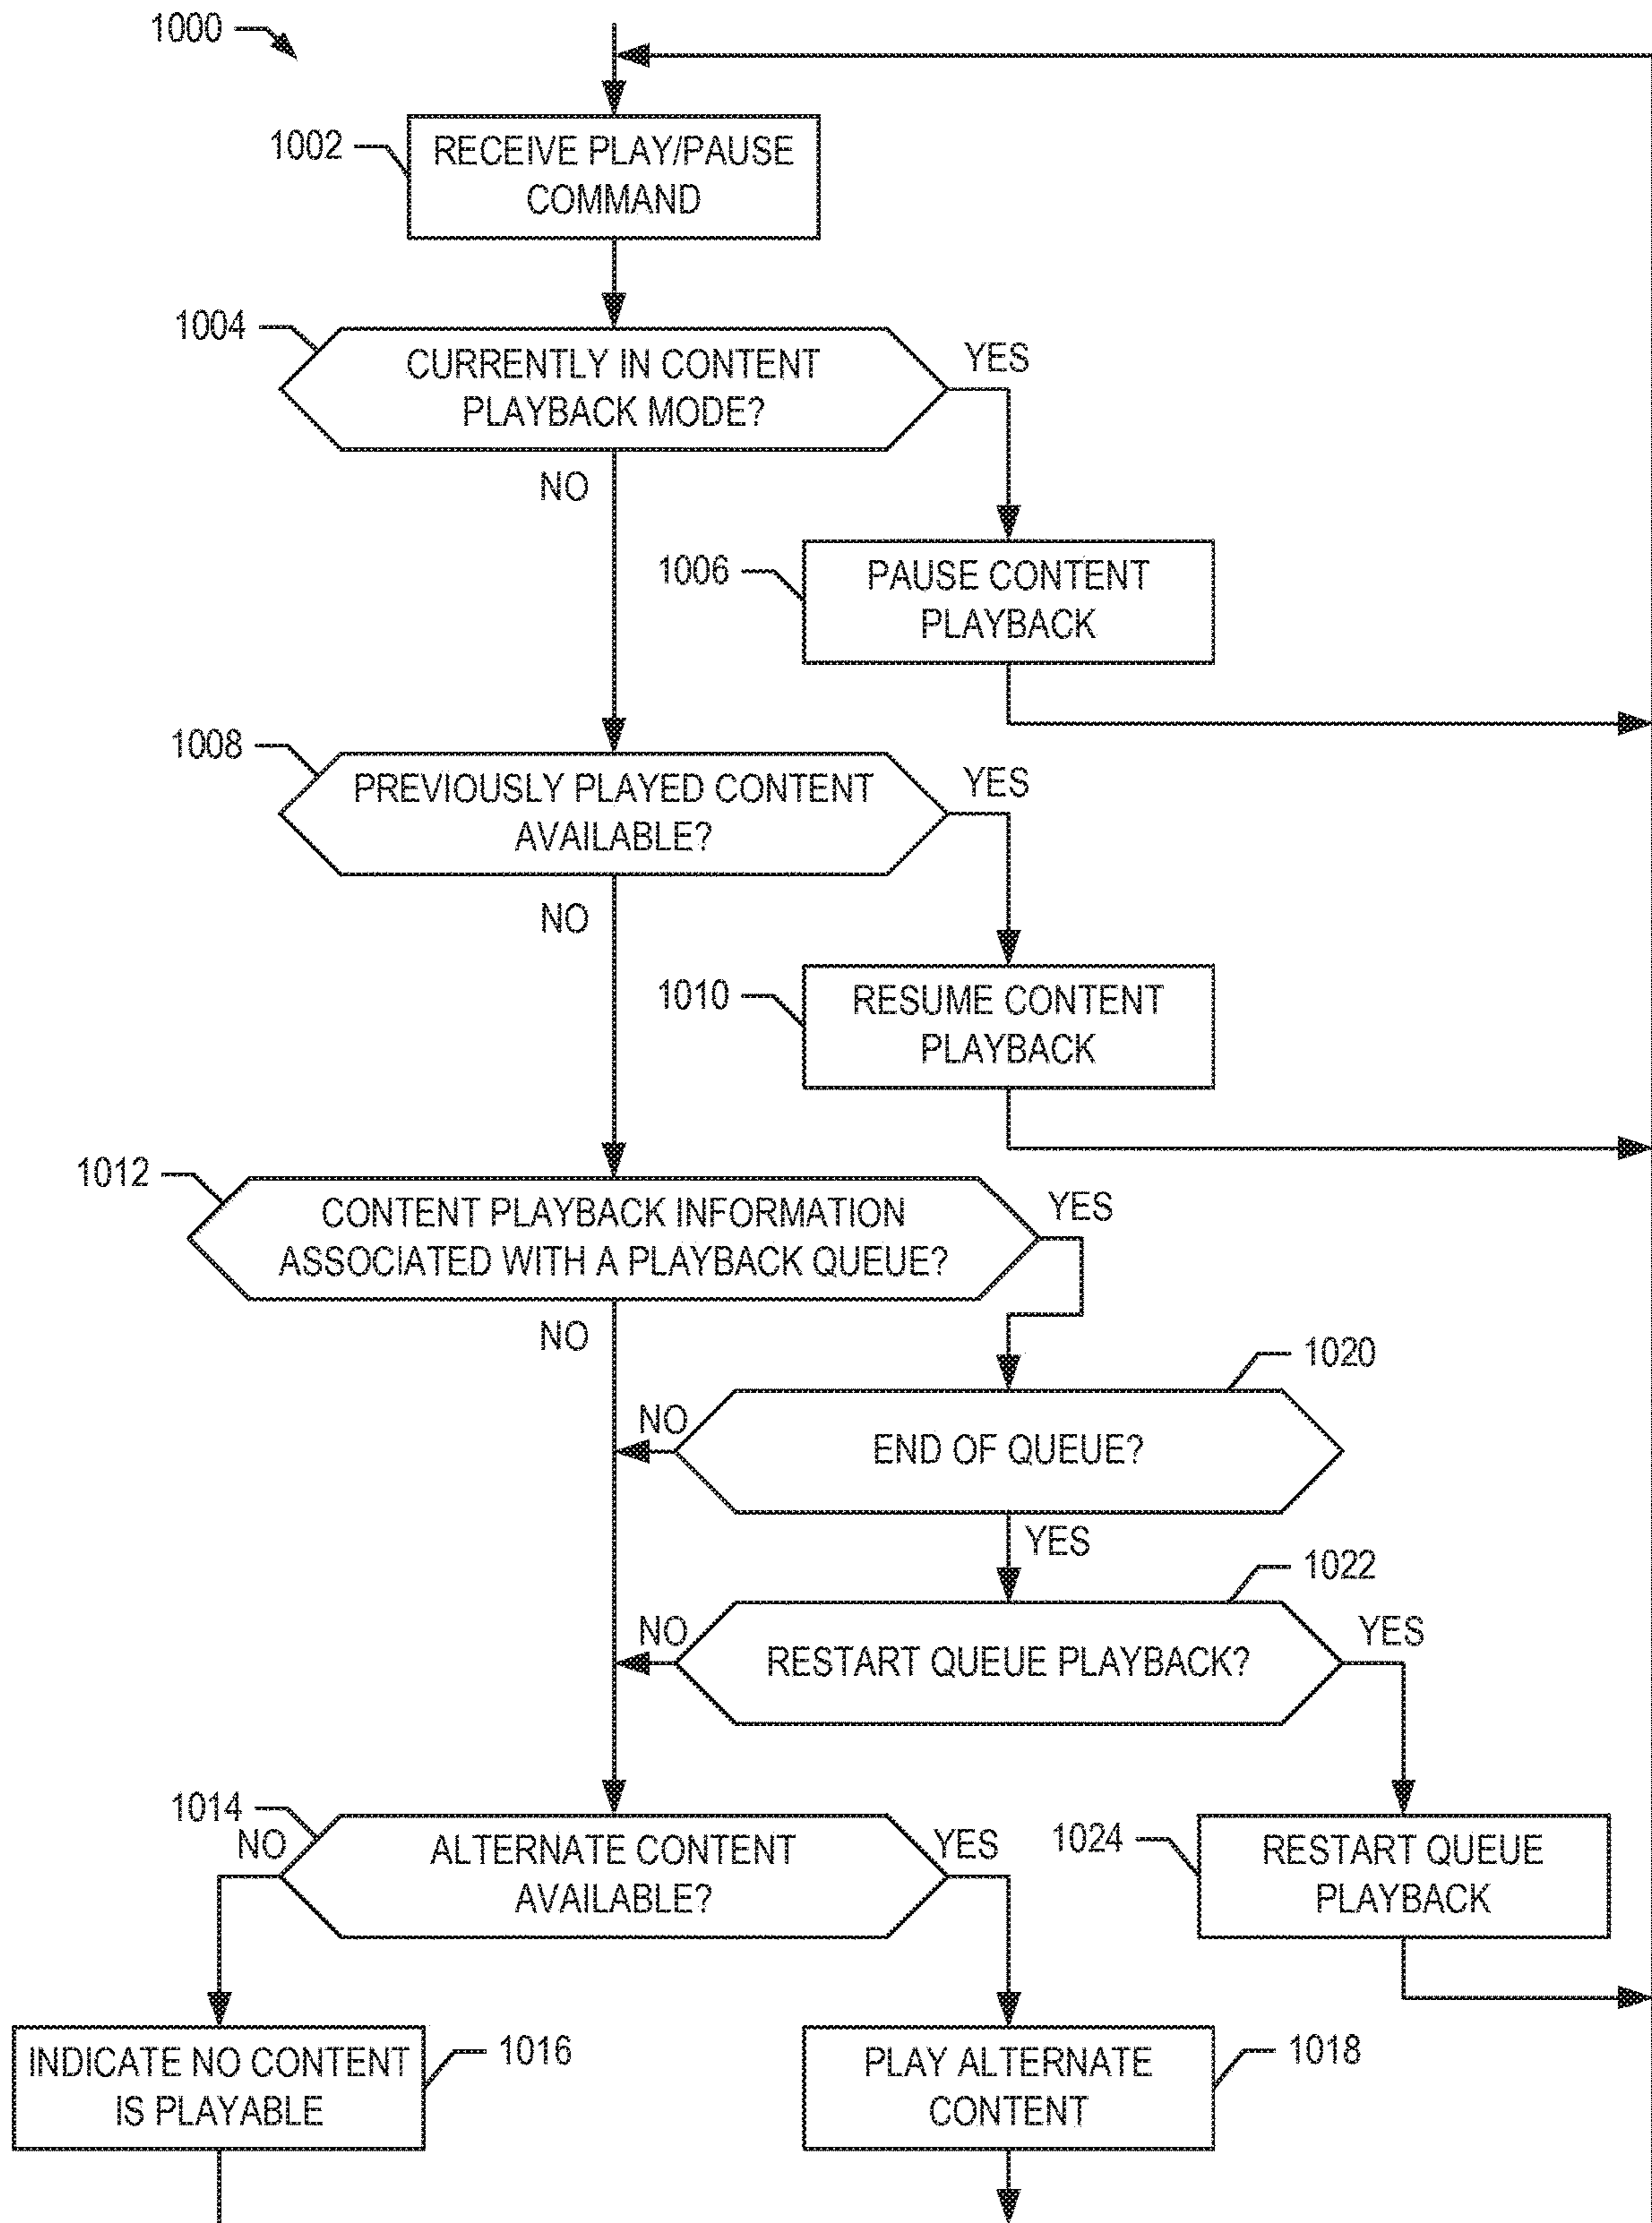 1000
1002
RECEIVE PLAY/PAUSE
COMMAND
1004
CURRENTLY IN CONTENT
PLAYBACK MODE?
YES
NO
1006
PAUSE CONTENT
PLAYBACK
1008
PREVIOUSLY PLAYED CONTENT
AVAILABLE?
YES
NO
1010
RESUME CONTENT
PLAYBACK
1012
CONTENT PLAYBACK INFORMATION
ASSOCIATED WITH A PLAYBACK QUEUE?
YES
NO
1020
NO
END OF QUEUE?
YES
1022
NO
RESTART QUEUE PLAYBACK?
YES
1014
NO
ALTERNATE CONTENT
AVAILABLE?
YES
1024
RESTART QUEUE
PLAYBACK
INDICATE NO CONTENT
IS PLAYABLE
1016
PLAY ALTERNATE
CONTENT
1018